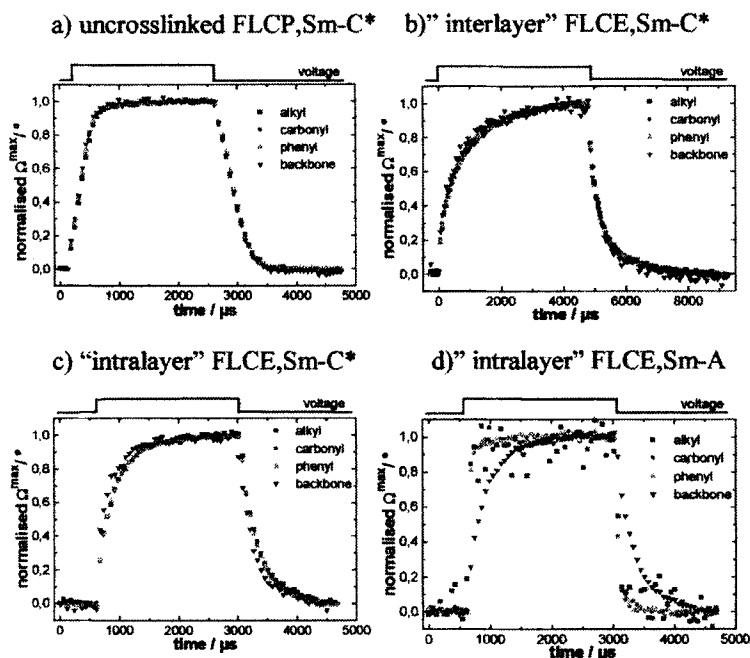 a) uncrosslinked FLCP,Sm-C*
voltage
normalised Ωmax/ °
1,0
0,8
0,6
0,4
0,2
0,0
alkyl
carbonyl
phenyl
backbone
0 1000 2000 3000 4000 5000
time / µs
b)” interlayer” FLCE,Sm-C*
voltage
normalised Ωmax/ °
1,0
0,8
0,6
0,4
0,2
0,0
alkyl
carbonyl
phenyl
backbone
0 2000 4000 6000 8000
time / µs
c) “intralayer” FLCE,Sm-C*
voltage
normalised Ωmax/ °
1,0
0,8
0,6
0,4
0,2
0,0
alkyl
carbonyl
phenyl
backbone
0 1000 2000 3000 4000 5000
time / µs
d)” intralayer” FLCE,Sm-A
voltage
normalised Ωmax/ °
1,0
0,8
0,6
0,4
0,2
0,0
alkyl
carbonyl
phenyl
backbone
0 1000 2000 3000 4000 5000
time / µs